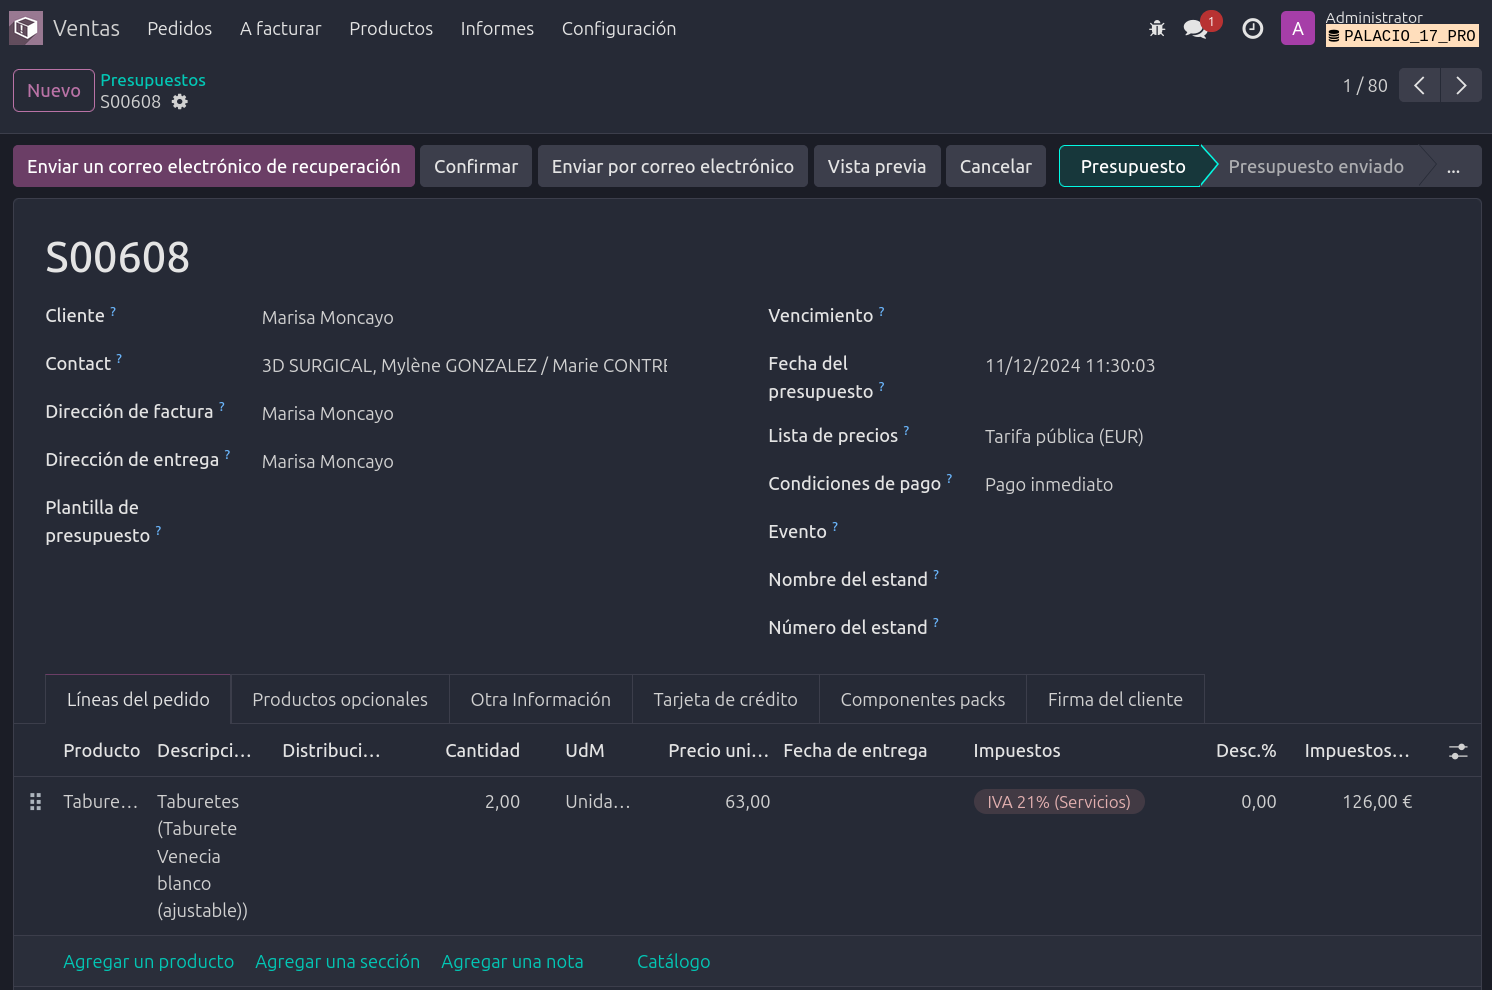 Ventas Pedidos A facturar Productos Informes Configuración 1 A Administrator
PALACIO_17_PRO
Nuevo Presupuestos
S00608 1 / 80
Enviar un correo electrónico de recuperación Confirmar Enviar por correo electrónico Vista previa Cancelar Presupuesto Presupuesto enviado ...
S00608
Cliente ? Marisa Moncayo
Contact ? 3D SURGICAL, Mylène GONZALEZ / Marie CONTRE
Dirección de factura ? Marisa Moncayo
Dirección de entrega ? Marisa Moncayo
Plantilla de
presupuesto ?
Vencimiento ?
Fecha del
presupuesto ? 11/12/2024 11:30:03
Lista de precios ? Tarifa pública (EUR)
Condiciones de pago ? Pago inmediato
Evento ?
Nombre del estand ?
Número del estand ?
Líneas del pedido Productos opcionales Otra Información Tarjeta de crédito Componentes packs Firma del cliente
Producto Descripci... Distribuci... Cantidad UdM Precio uni... Fecha de entrega Impuestos Desc.% Impuestos...
Tabure... Taburetes 2,00 Unida... 63,00 IVA 21% (Servicios) 0,00 126,00 €
(Taburete
Venecia
blanco
(ajustable))
Agregar un producto Agregar una sección Agregar una nota Catálogo